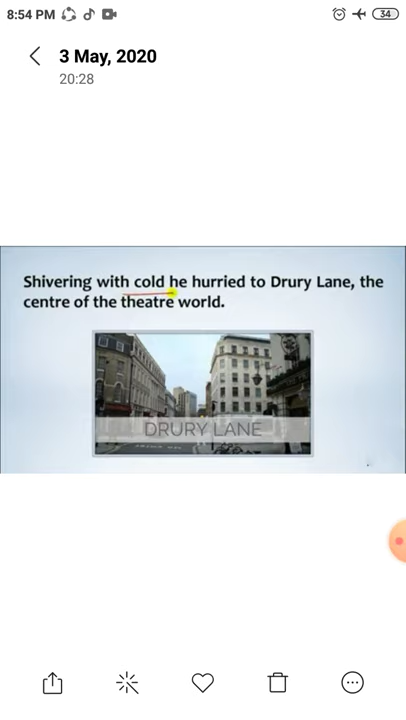 8:54 PM
34
3 May, 2020
20:28
Shivering with cold he hurried to Drury Lane, the
centre of the theatre world.
DRURY LANE